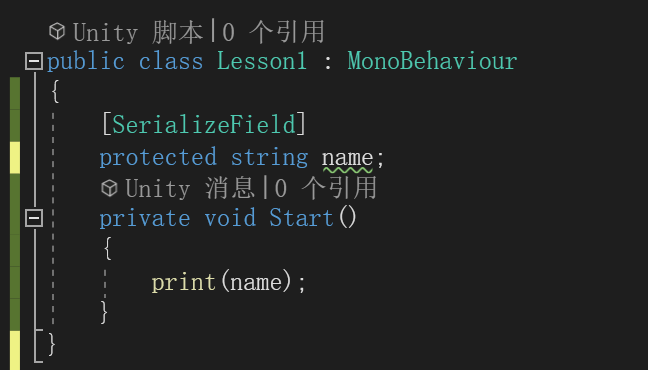 Unity 脚本|0 个引用
public class Lesson1 : MonoBehaviour
{
[SerializeField]
protected string name;
Unity 消息|0 个引用
private void Start()
{
print(name);
}
}